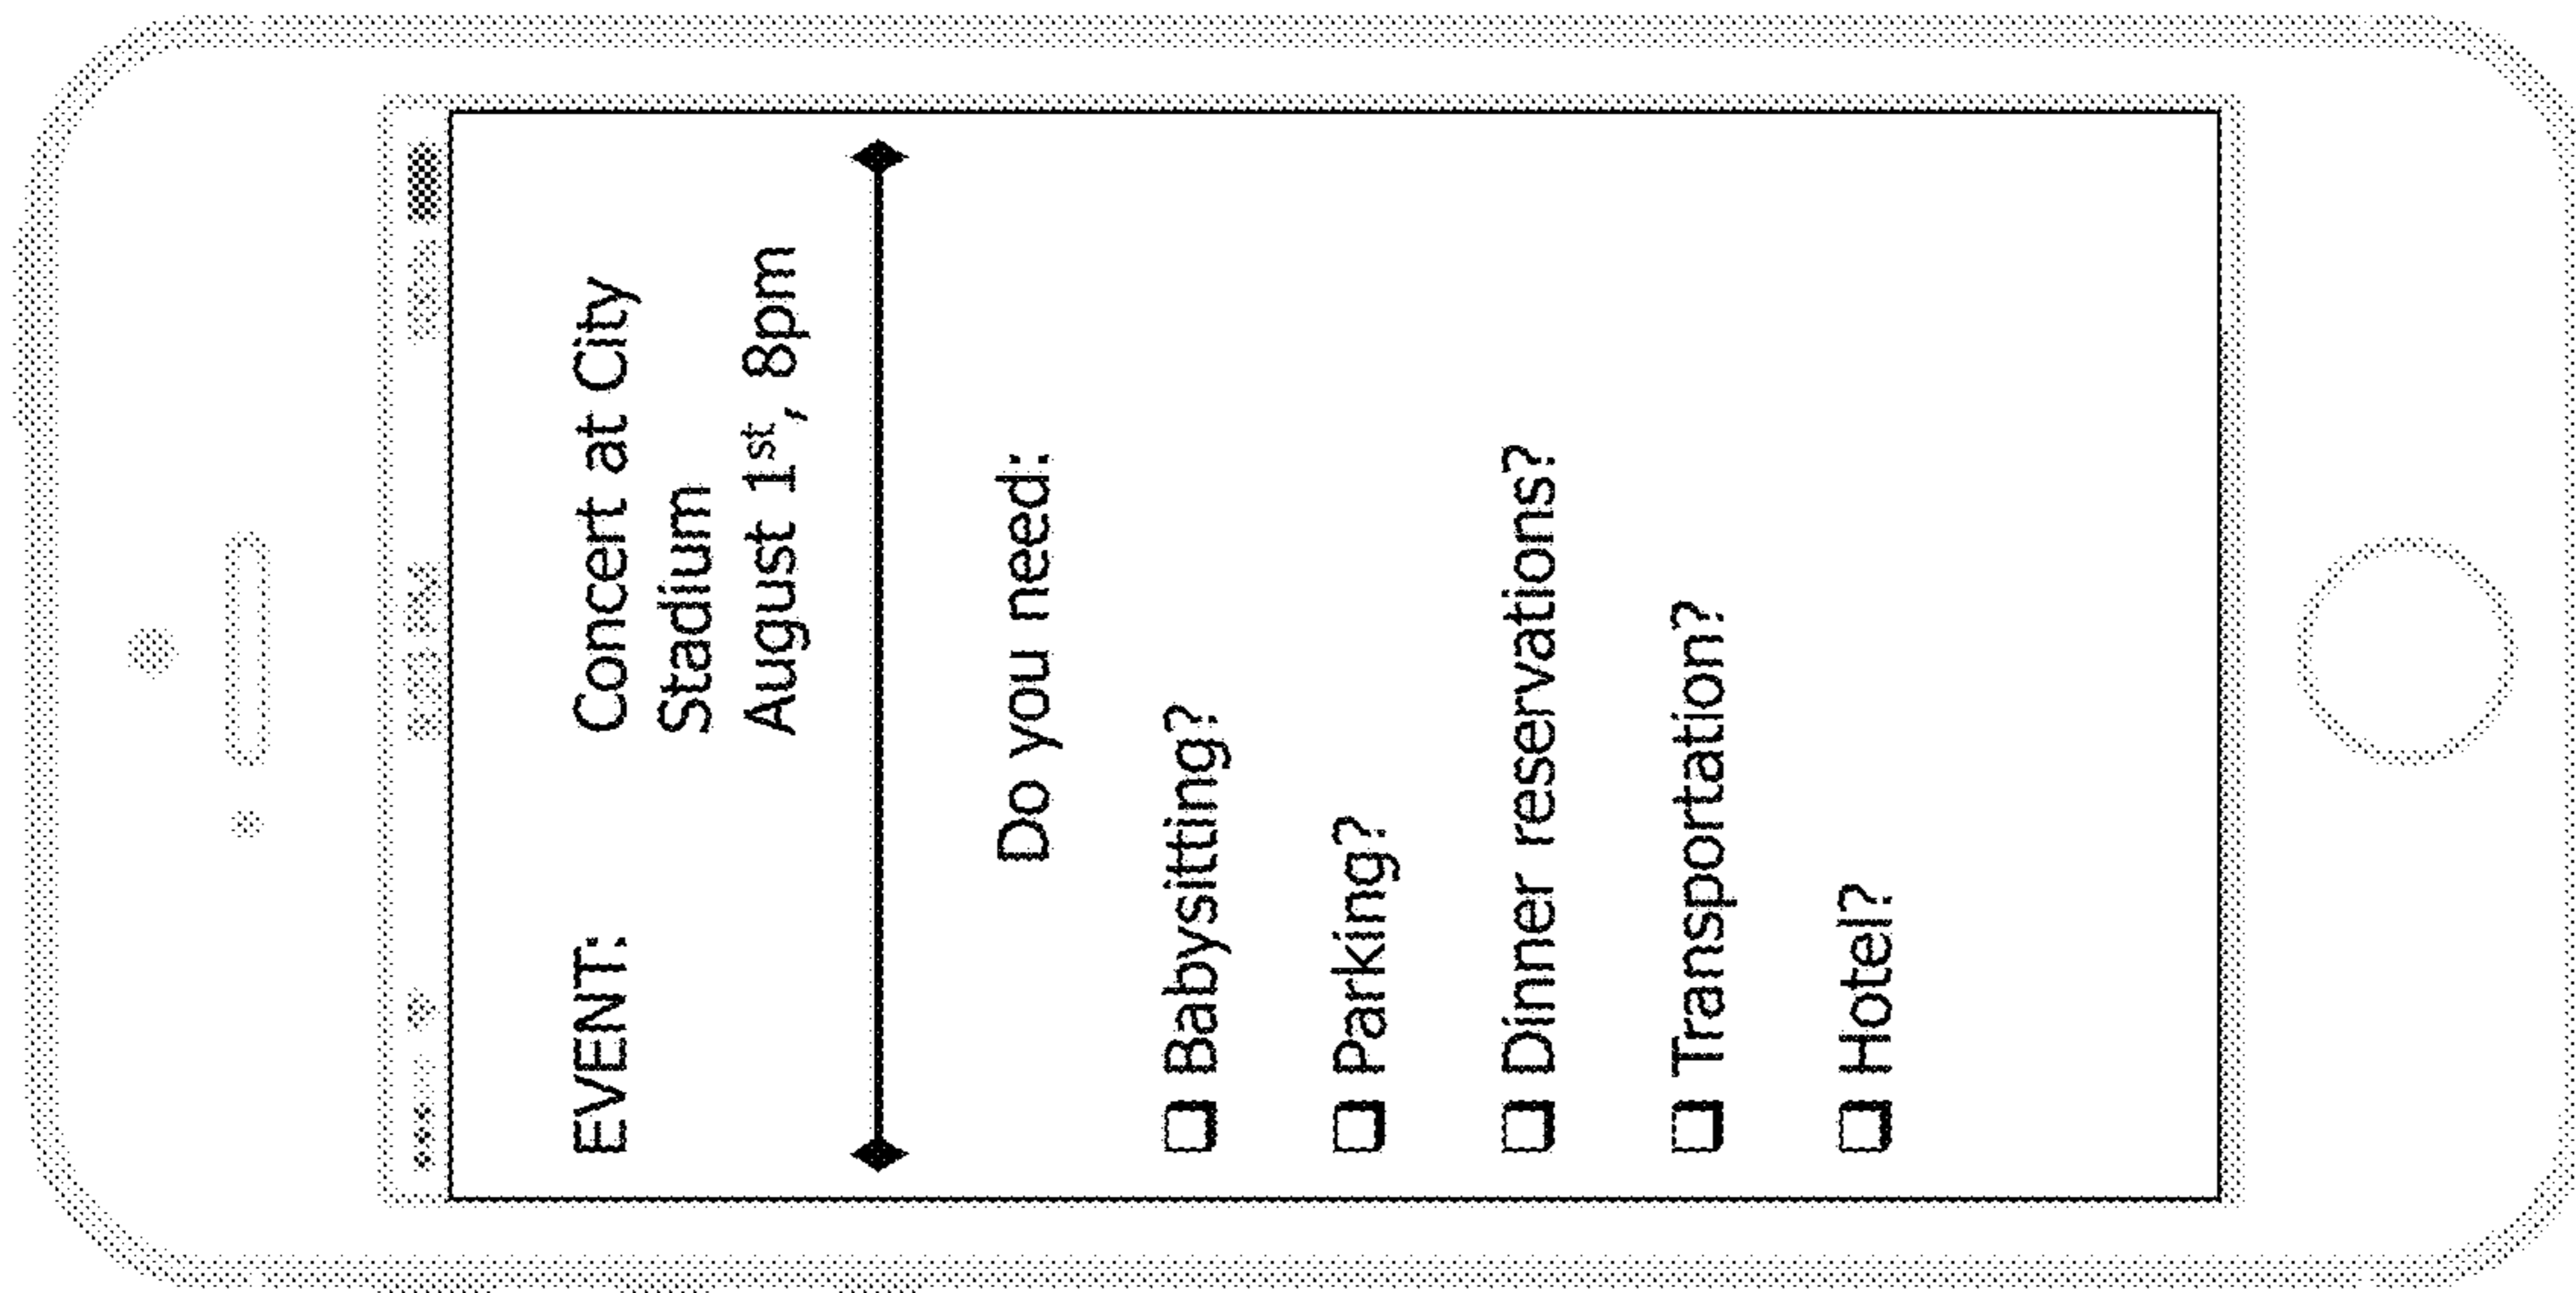 EVENT: Concert at City
Stadium
August 1st, 8pm
Do you need:
❑ Babysitting?
❑ Parking?
❑ Dinner reservations?
❑ Transportation?
❑ Hotel?